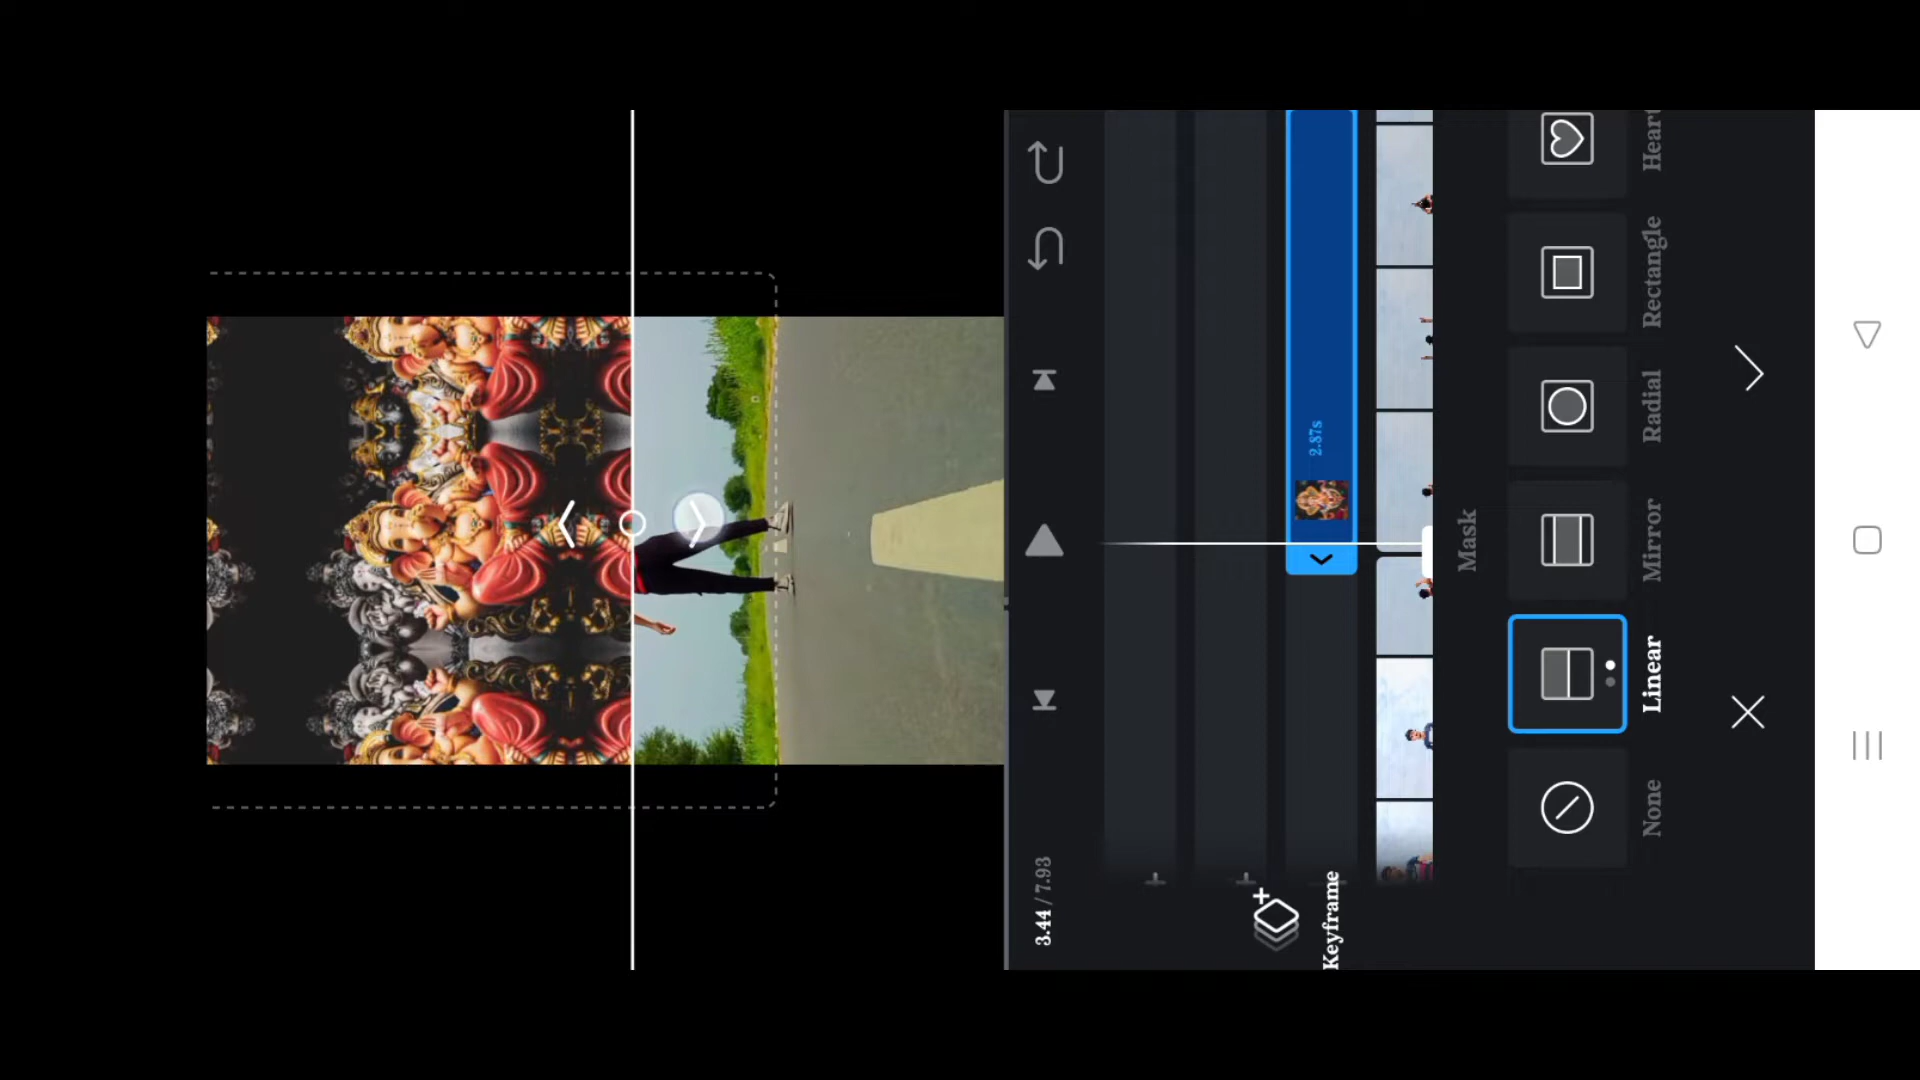 3.44 / 7.93
Keyframe
2.87s
Mask
None
Linear
Mirror
Radial
Rectangle
Heart